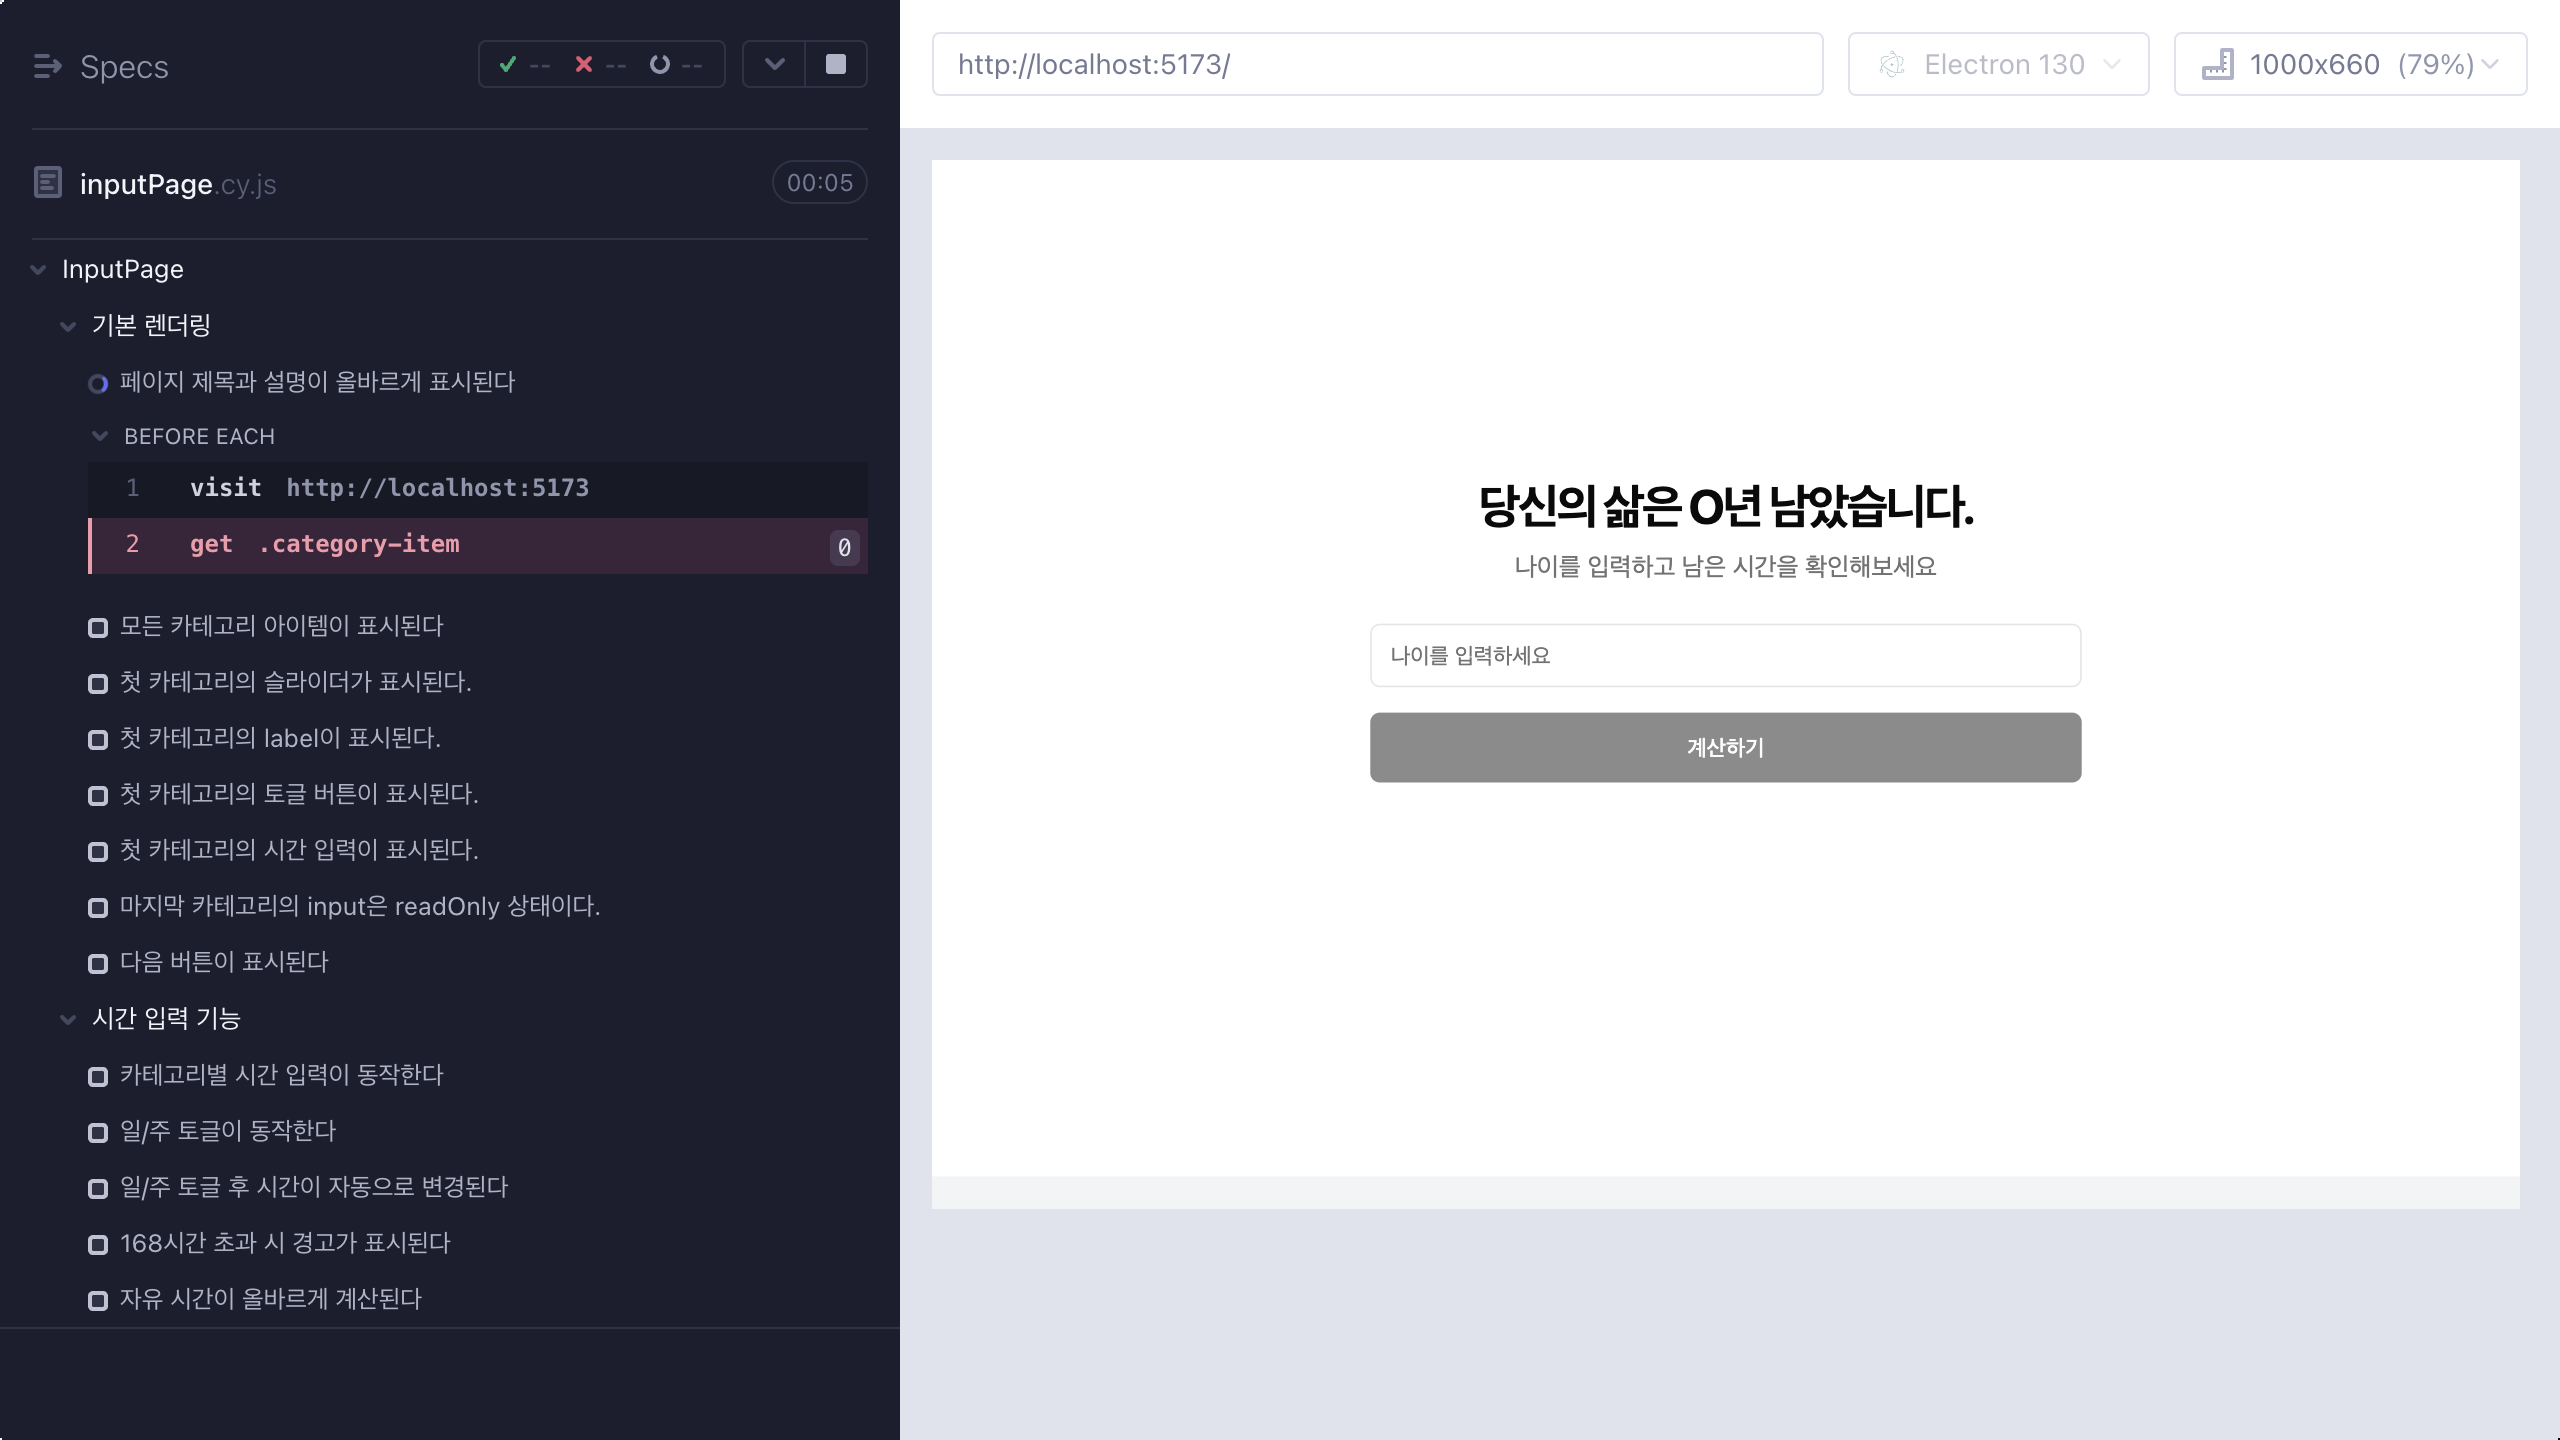 Specs
-- -- --
inputPage.cy.js
00:05
InputPage
기본 렌더링
페이지 제목과 설명이 올바르게 표시된다
BEFORE EACH
1 visit http://localhost:5173
2 get .category-item 0
모든 카테고리 아이템이 표시된다
첫 카테고리의 슬라이더가 표시된다.
첫 카테고리의 label이 표시된다.
첫 카테고리의 토글 버튼이 표시된다.
첫 카테고리의 시간 입력이 표시된다.
마지막 카테고리의 input은 readOnly 상태이다.
다음 버튼이 표시된다
시간 입력 기능
카테고리별 시간 입력이 동작한다
일/주 토글이 동작한다
일/주 토글 후 시간이 자동으로 변경된다
168시간 초과 시 경고가 표시된다
자유 시간이 올바르게 계산된다
http://localhost:5173/
Electron 130
1000x660 (79%)
당신의 삶은 O년 남았습니다.
나이를 입력하고 남은 시간을 확인해보세요
나이를 입력하세요
계산하기